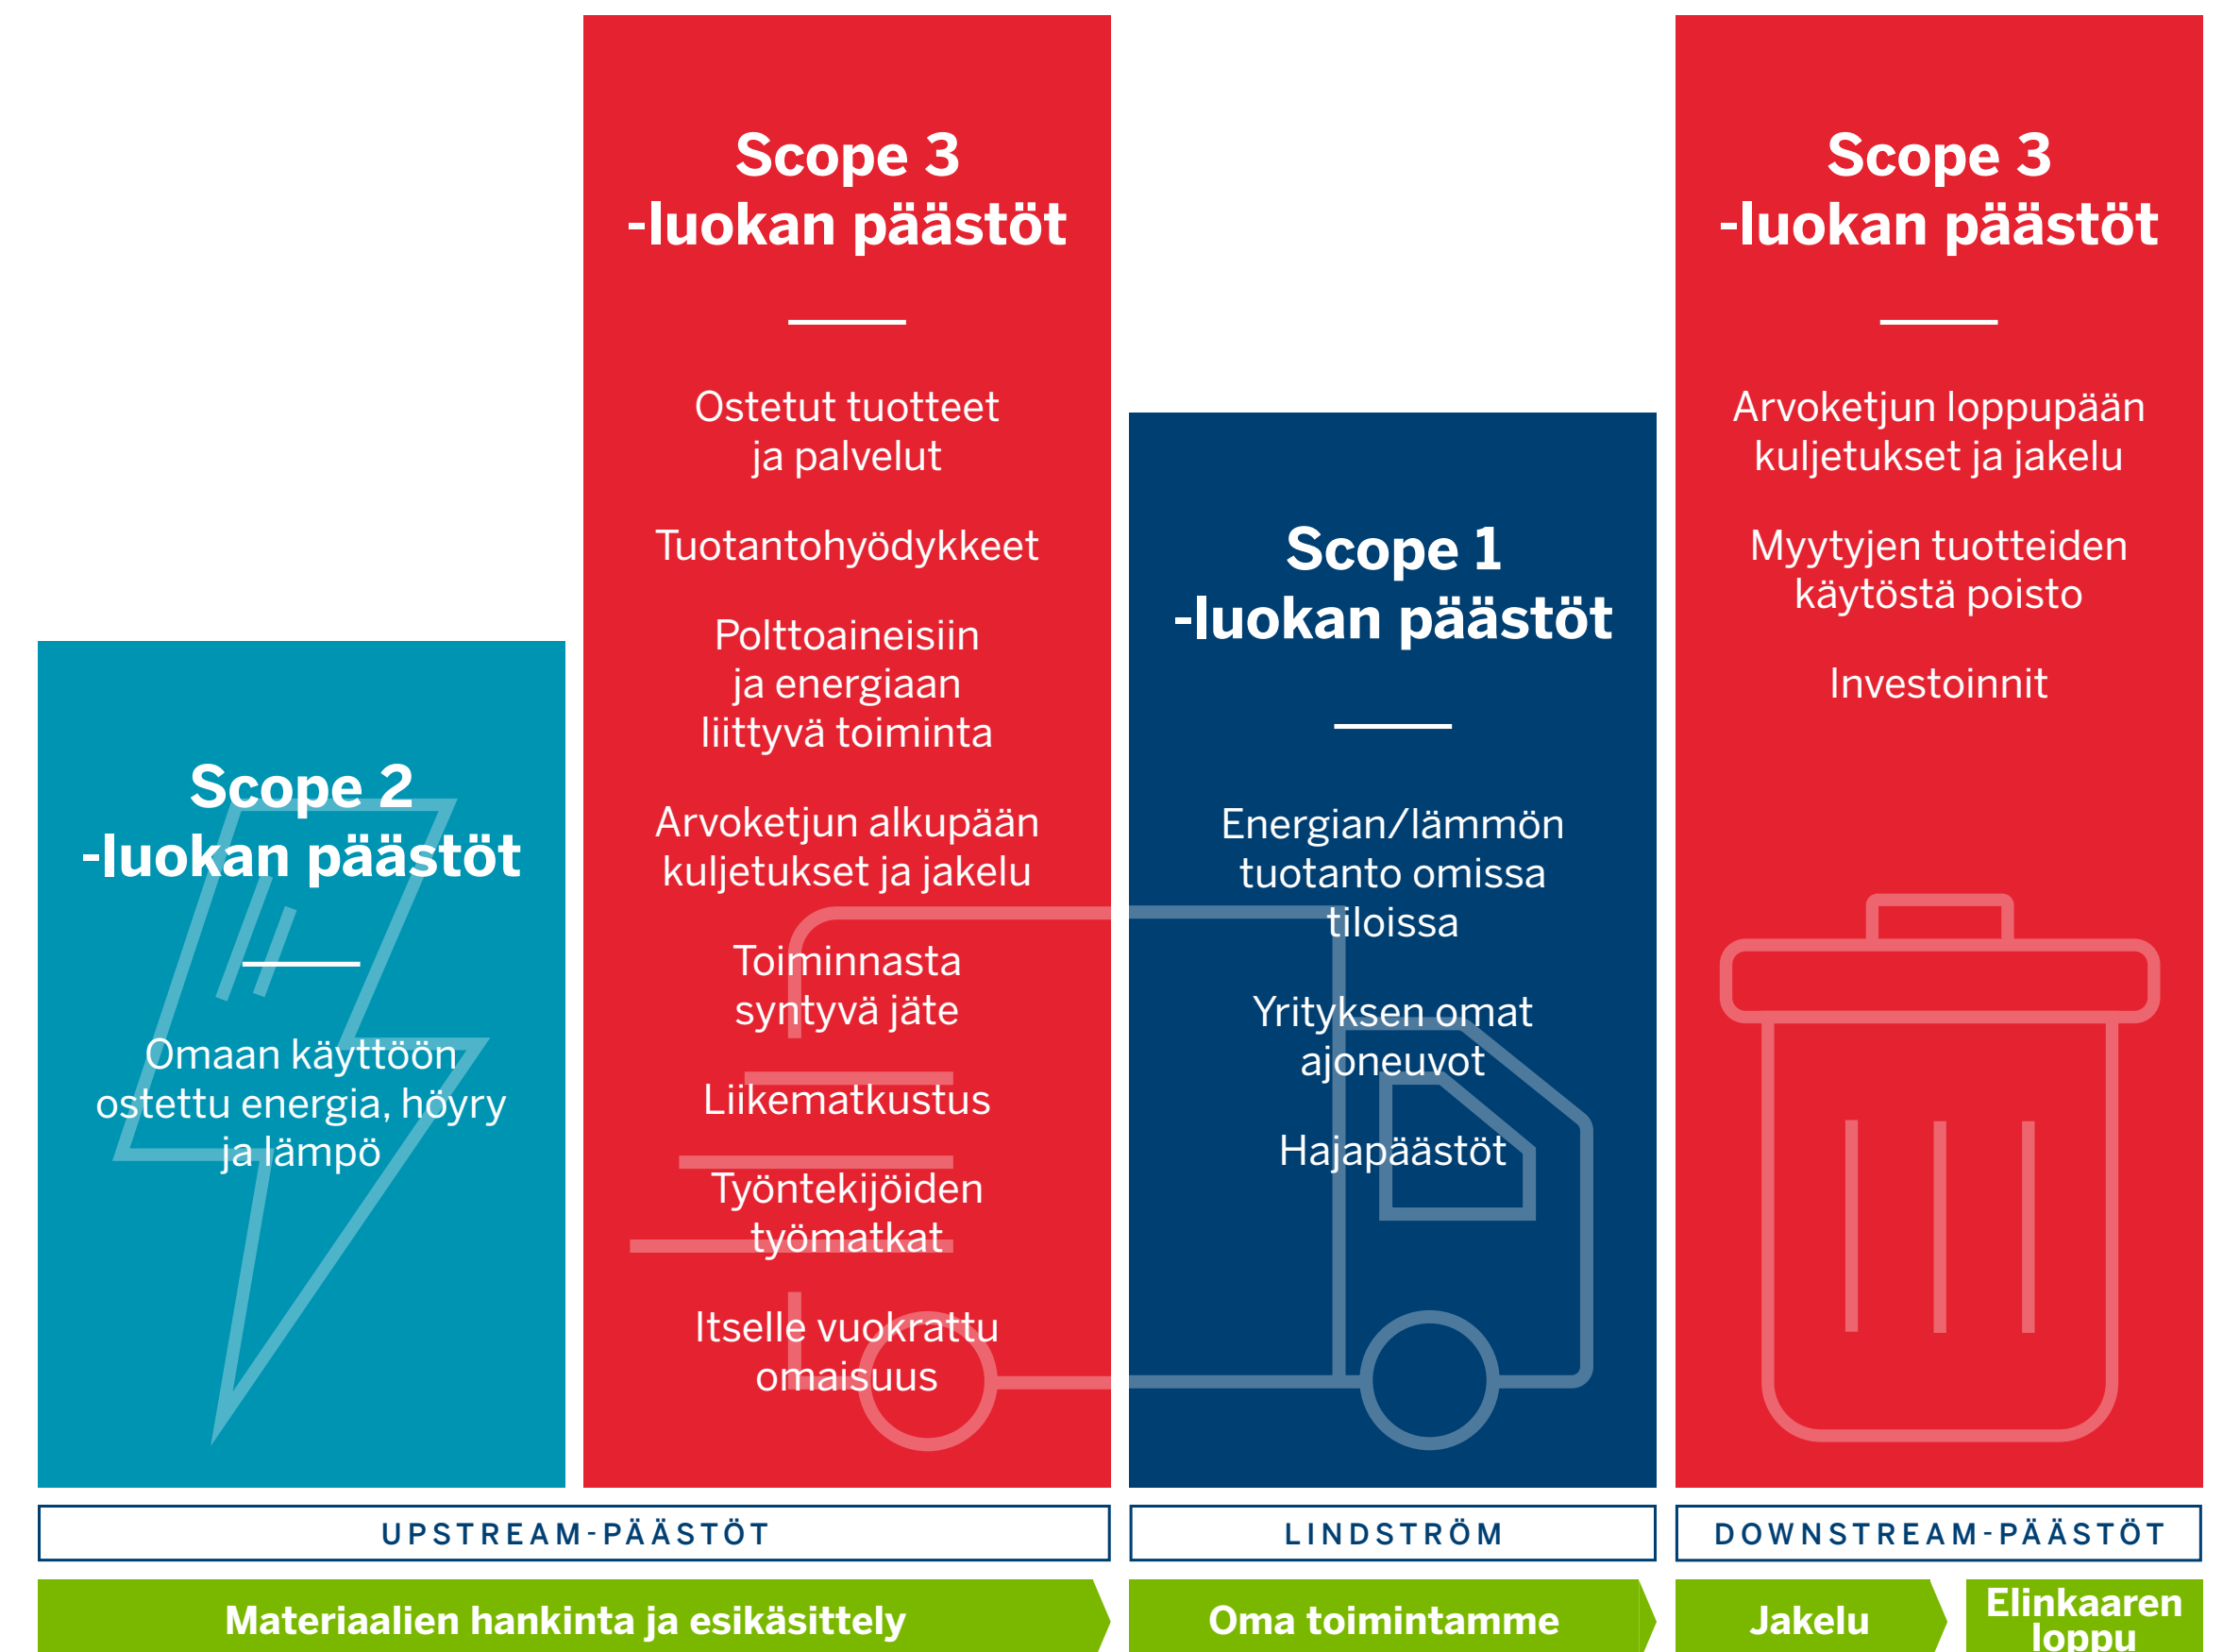 Scope 2
-luokan päästöt
Omaan käyttöön
ostettu energia, höyry
ja lämpö
Scope 3
-luokan päästöt
Ostetut tuotteet
ja palvelut
Tuotantohyödykkeet
Polttoaineisiin
ja energiaan
liittyvä toiminta
Arvoketjun alkupään
kuljetukset ja jakelu
Toiminnasta
syntyvä jäte
Liikematkustus
Työntekijöiden
työmatkat
Itselle vuokrattu
omaisuus
Scope 1
-luokan päästöt
Energian/lämmön
tuotanto omissa
tiloissa
Yrityksen omat
ajoneuvot
Hajapäästöt
Scope 3
-luokan päästöt
Arvoketjun loppupään
kuljetukset ja jakelu
Myytyjen tuotteiden
käytöstä poisto
Investoinnit
UPSTREAM-PÄÄSTÖT
LINDSTRÖM
DOWNSTREAM-PÄÄSTÖT
Materiaalien hankinta ja esikäsittely
Oma toimintamme
Jakelu
Elinkaaren
loppu